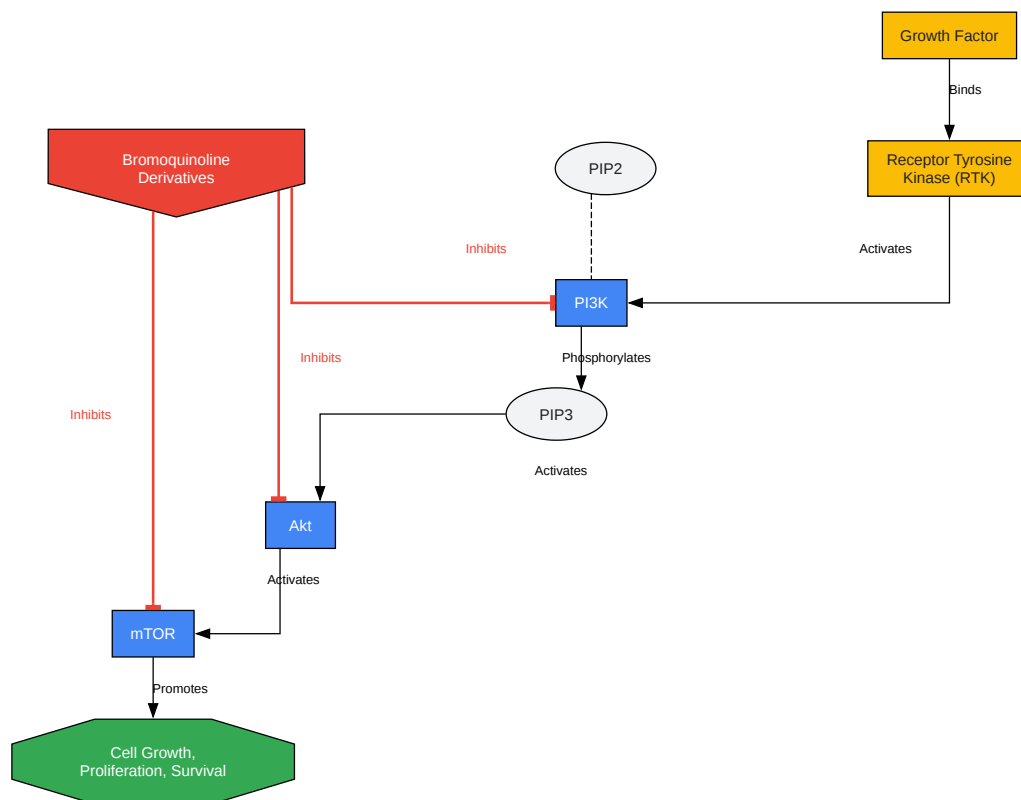 Growth Factor
Binds
Bromoquinoline
Derivatives
PIP2
Receptor Tyrosine
Kinase (RTK)
Inhibits
Activates
PI3K
Inhibits
Phosphorylates
Inhibits
PIP3
Activates
Akt
Activates
mTOR
Promotes
Cell Growth,
Proliferation, Survival